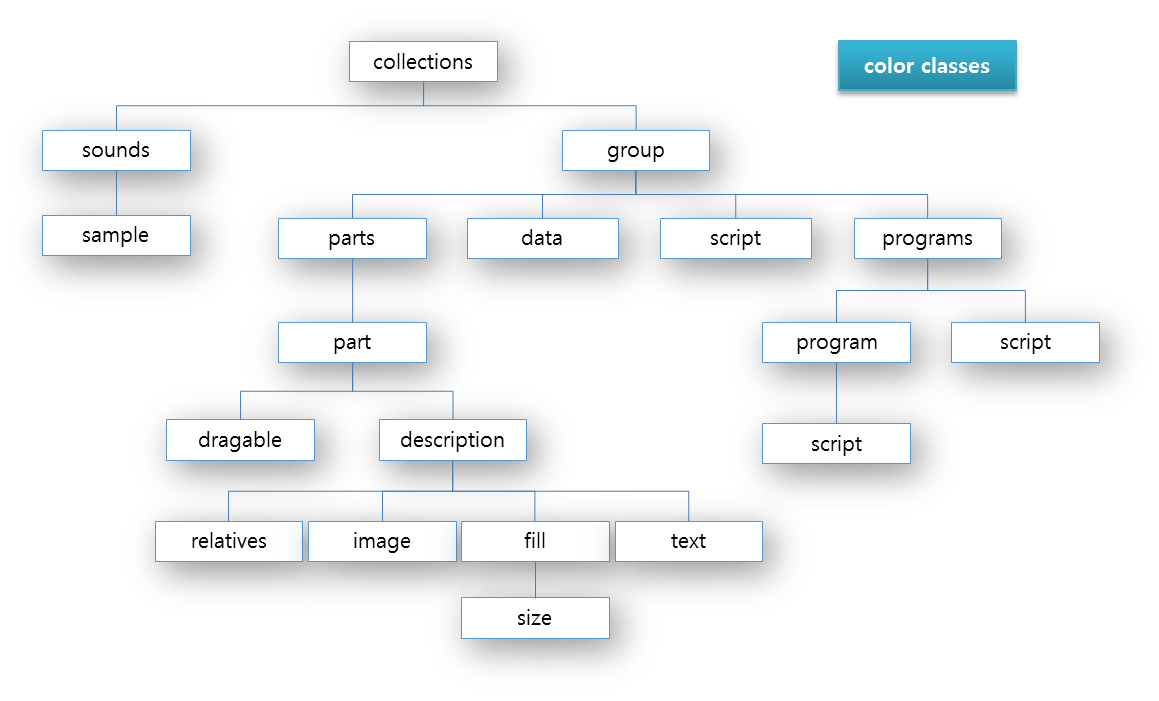 collections
color classes
sounds
group
sample
parts
data
script
programs
part
program
script
dragable
description
script
relatives
image
fill
text
size